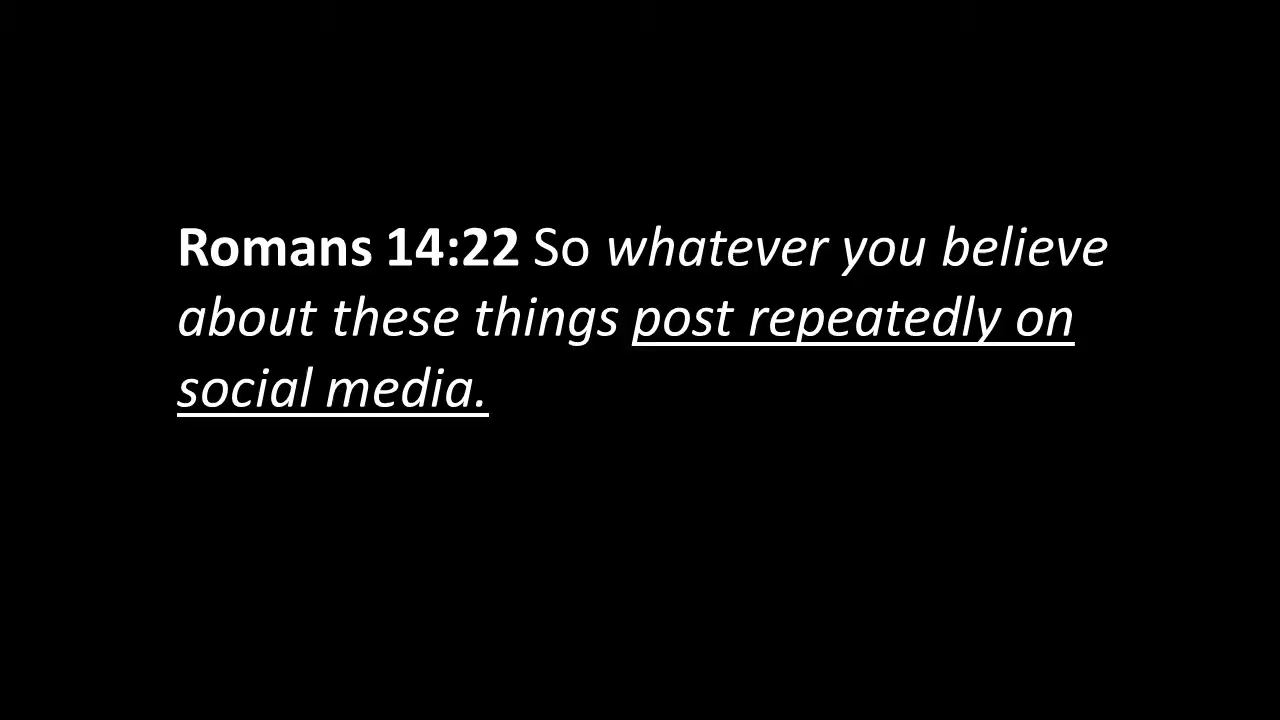 Romans 14:22 So whatever you believe
about these things post repeatedly on
social media.